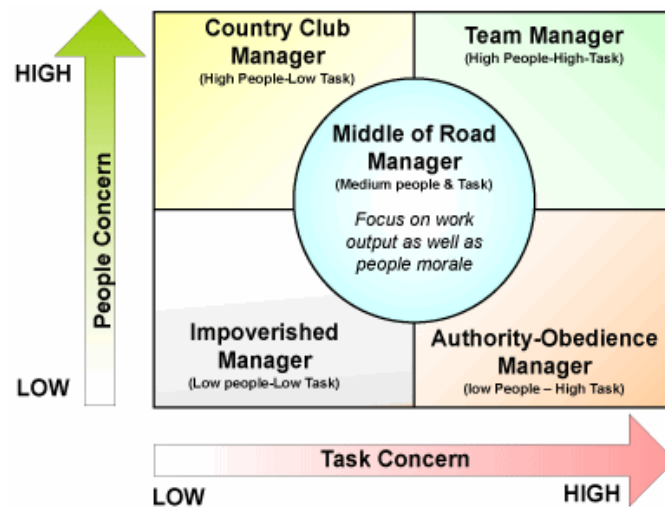 HIGH
People Concern
LOW
Country Club
Manager
(High People-Low Task)
Team Manager
(High People-High-Task)
Middle of Road
Manager
(Medium people & Task)
Focus on work
output as well as
people morale
Impoverished
Manager
(Low people-Low Task)
Authority-Obedience
Manager
(low People – High Task)
Task Concern
LOW
HIGH